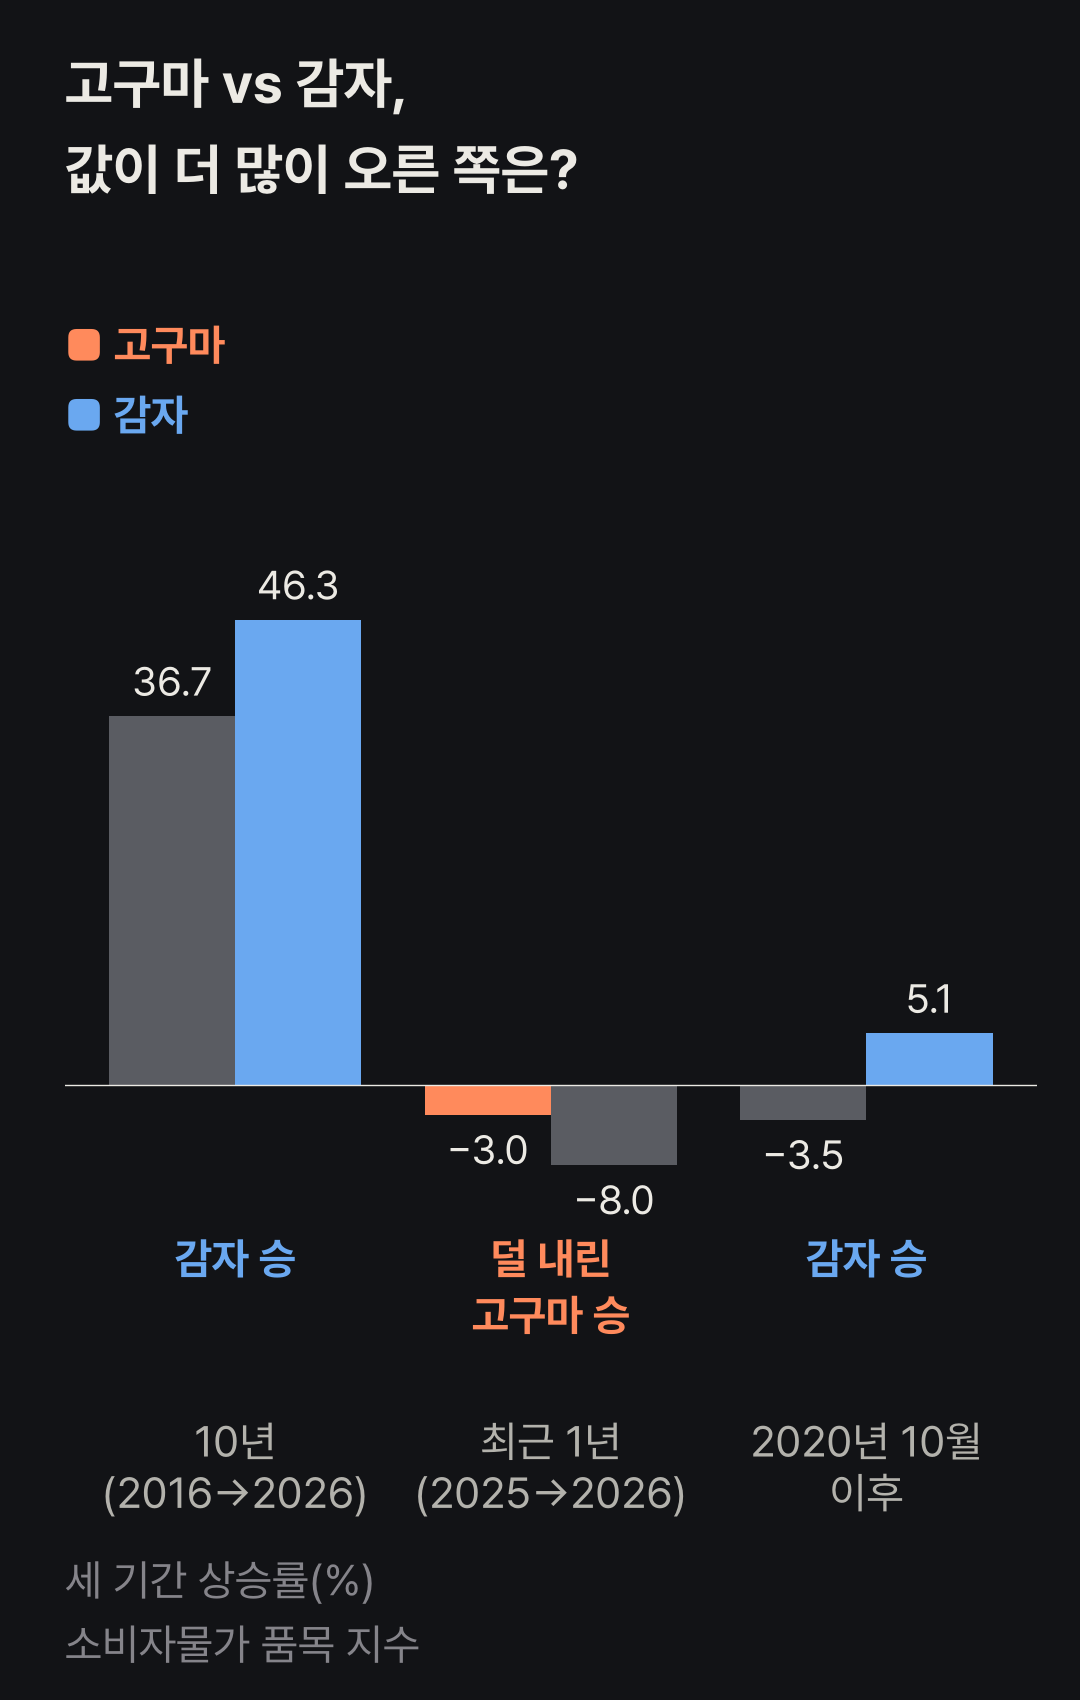 고구마 vs 감자,
값이 더 많이 오른 쪽은?
고구마
감자
46.3
36.7
5.1
−3.0
−3.5
−8.0
감자 승
덜 내린
고구마 승
감자 승
10년
(2016→2026)
최근 1년
(2025→2026)
2020년 10월
이후
세 기간 상승률(%)
소비자물가 품목 지수